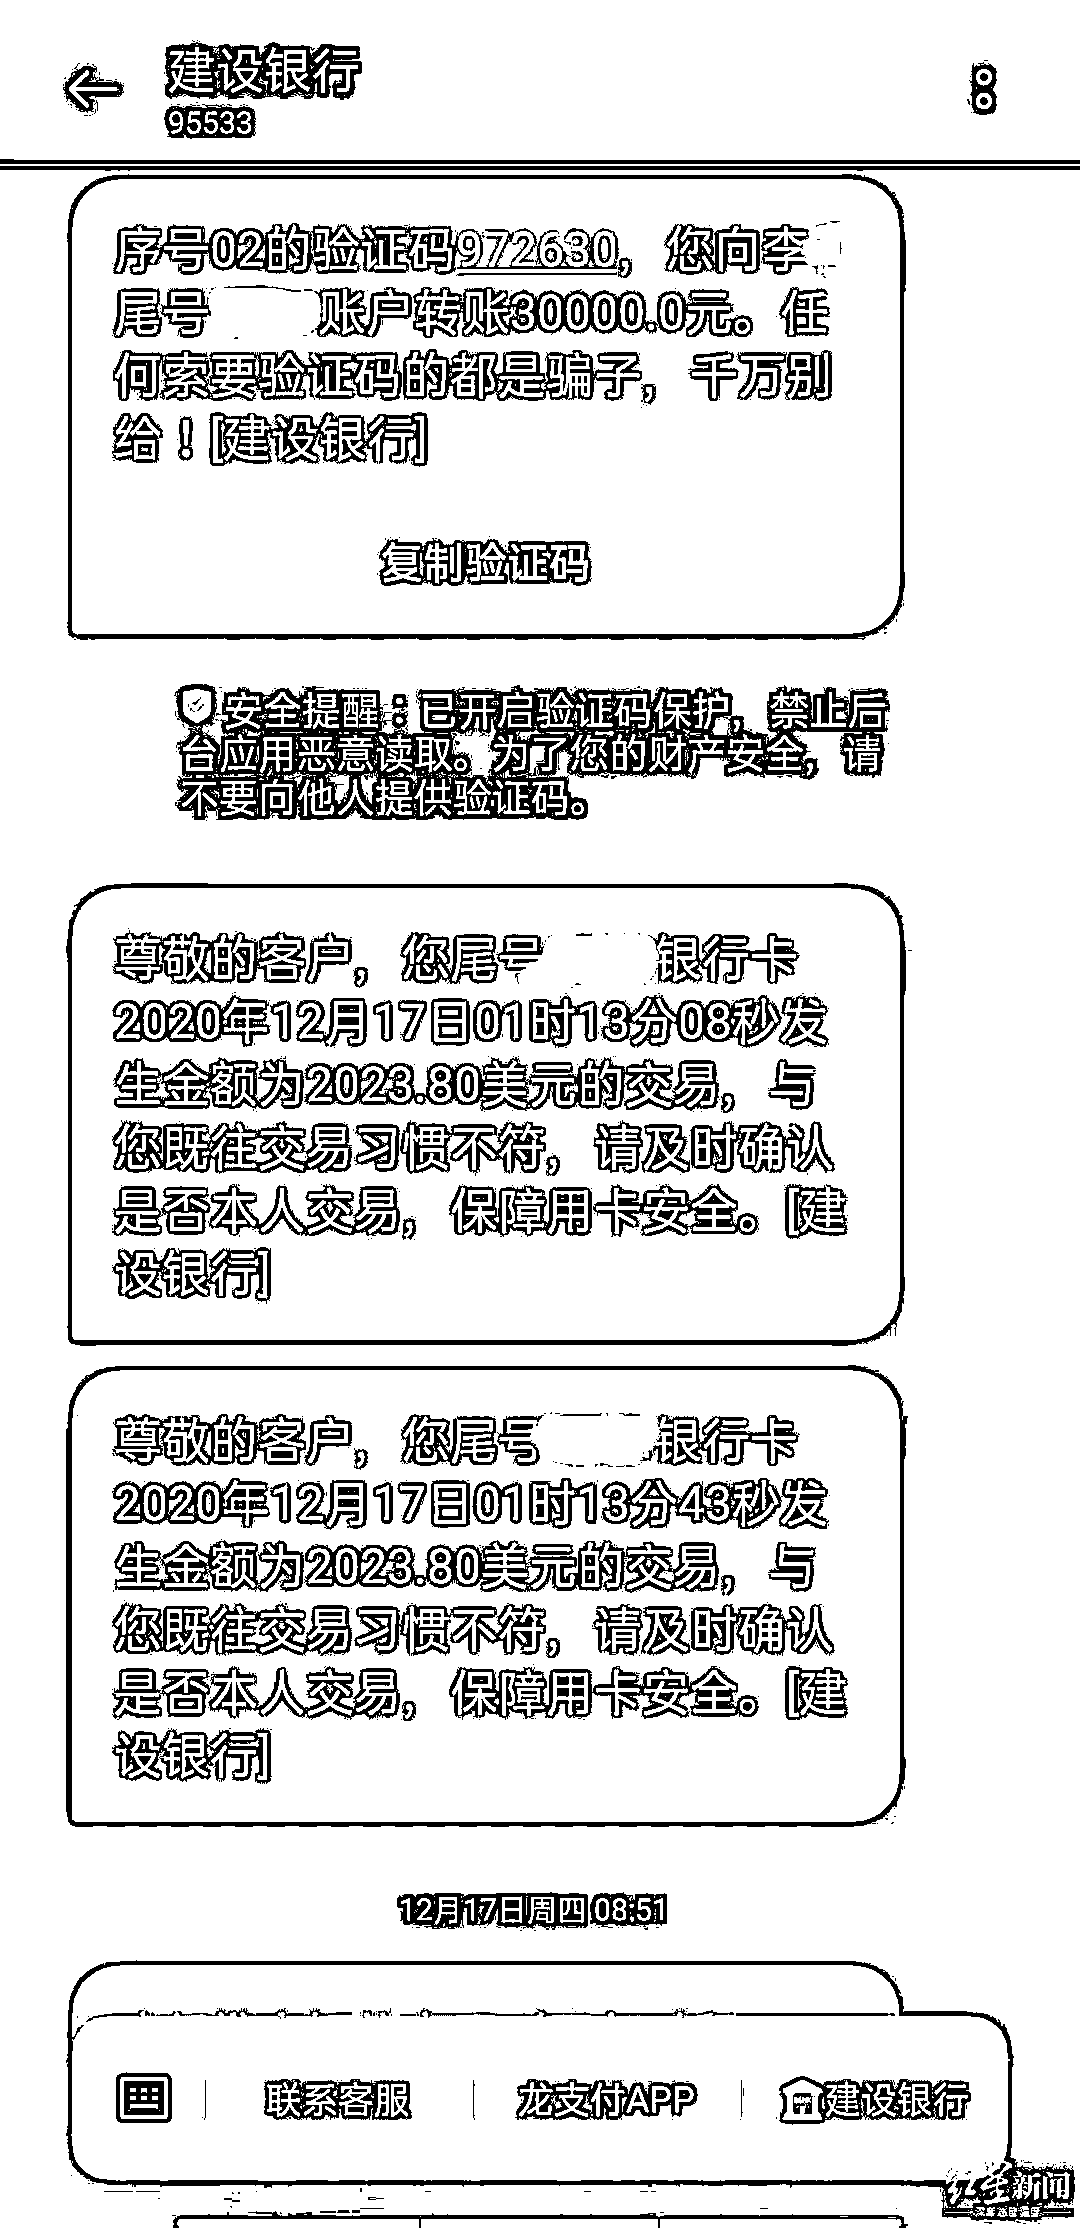 建设银行
95533
序号02的验证码972630，您向李
尾号 账户转账30000.0元。任
何索要验证码的都是骗子，千万别
给！[建设银行]
复制验证码
安全提醒：已开启验证码保护，禁止后
台应用恶意读取。为了您的财产安全，请
不要向他人提供验证码。
尊敬的客户，您尾号 银行卡
2020年12月17日01时13分08秒发
生金额为2023.80美元的交易，与
您既往交易习惯不符，请及时确认
是否本人交易，保障用卡安全。[建
设银行]
尊敬的客户，您尾号 银行卡
2020年12月17日01时13分43秒发
生金额为2023.80美元的交易，与
您既往交易习惯不符，请及时确认
是否本人交易，保障用卡安全。[建
设银行]
12月17日周四 08:51
联系客服 龙支付APP 建设银行
红星新闻